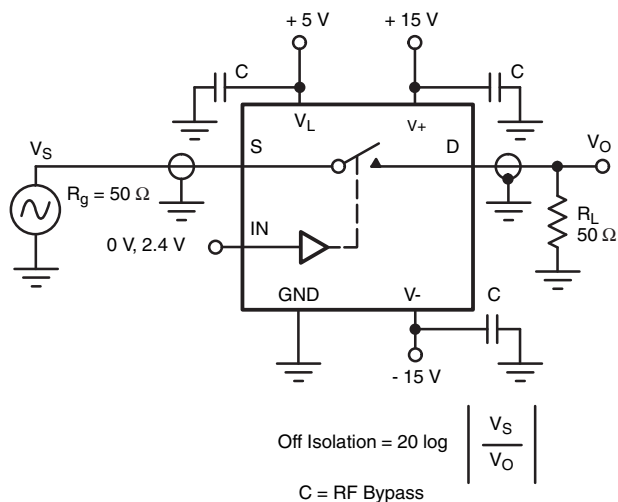 + 5 V
+ 15 V
C
C
V_L
V+
V_S
S
D
V_O
R_g = 50 Ω
R_L
50 Ω
IN
0 V, 2.4 V
GND
V-
C
- 15 V
Off Isolation = 20 log | V_S / V_O |
C = RF Bypass